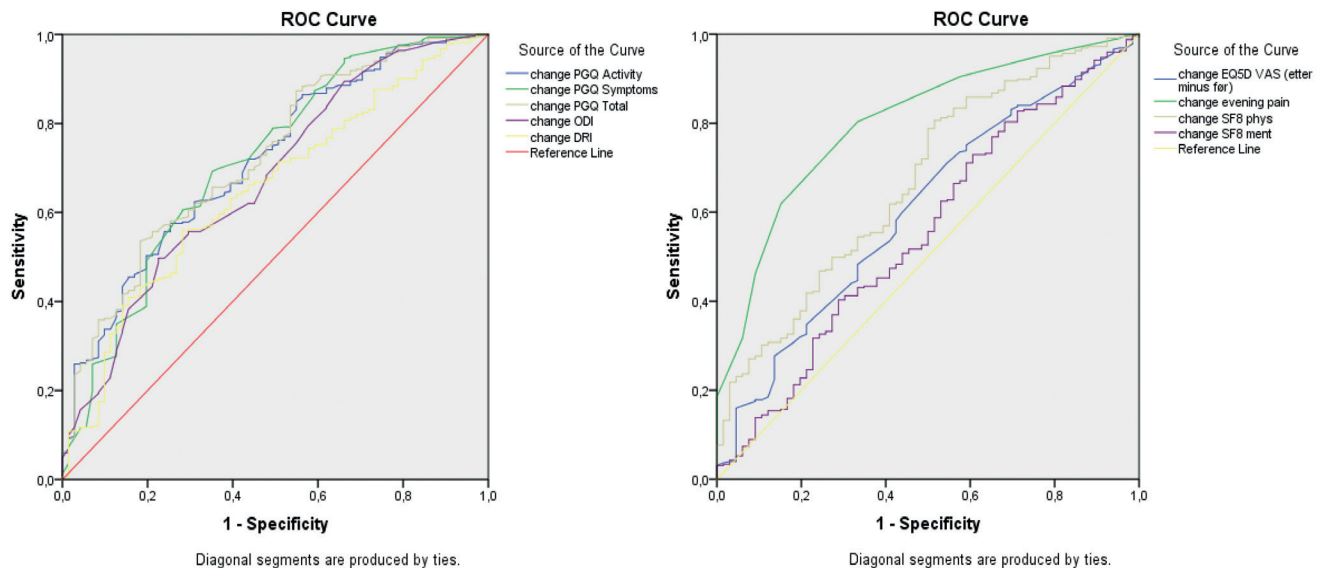 ROC Curve
Source of the Curve
change PGQ Activity
change PGQ Symptoms
change PGQ Total
change ODI
change DRI
Reference Line
Sensitivity
1,0
0,8
0,6
0,4
0,2
0,0
0,0
0,2
0,4
0,6
0,8
1,0
1 - Specificity
Diagonal segments are produced by ties.
ROC Curve
Source of the Curve
change EQ5D VAS (etter
minus før)
change evening pain
change SF8 phys
change SF8 ment
Reference Line
Sensitivity
1,0
0,8
0,6
0,4
0,2
0,0
0,0
0,2
0,4
0,6
0,8
1,0
1 - Specificity
Diagonal segments are produced by ties.